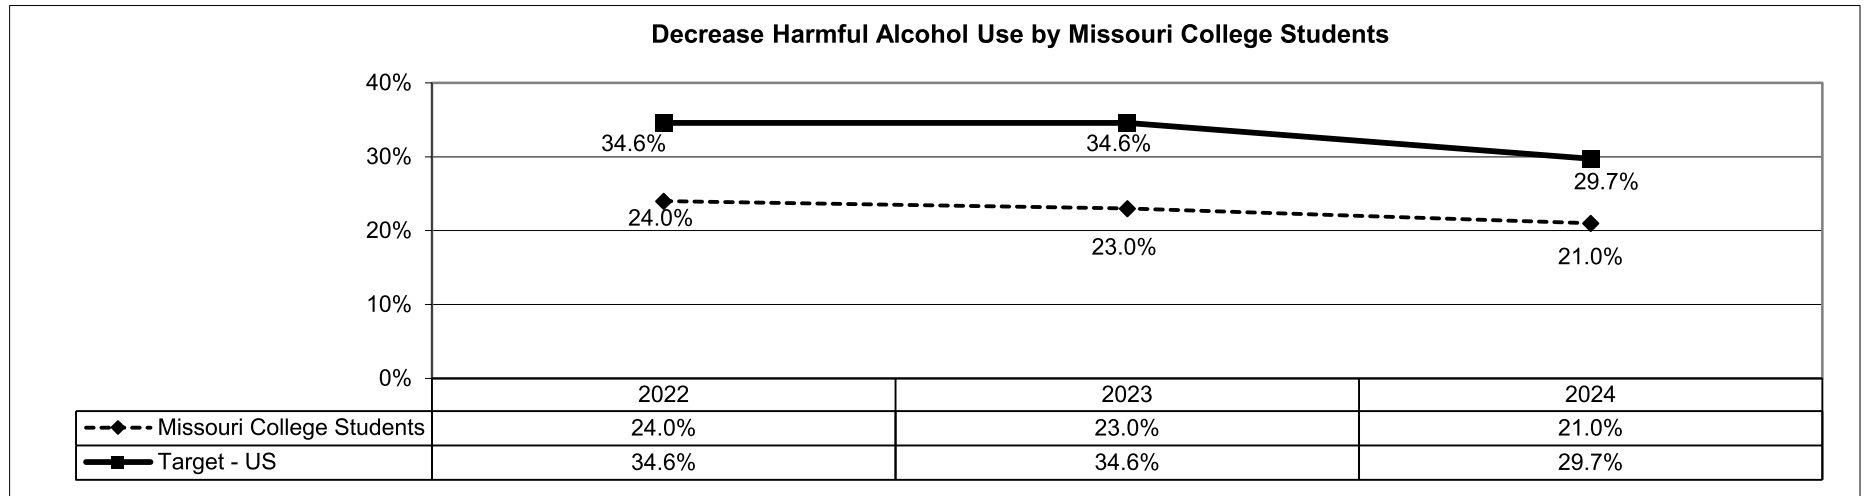 Decrease Harmful Alcohol Use by Missouri College Students
40%
34.6%
34.6%
30%
29.7%
24.0%
20%
23.0%
21.0%
10%
0%
2022 2023 2024
Missouri College Students 24.0% 23.0% 21.0%
Target - US 34.6% 34.6% 29.7%